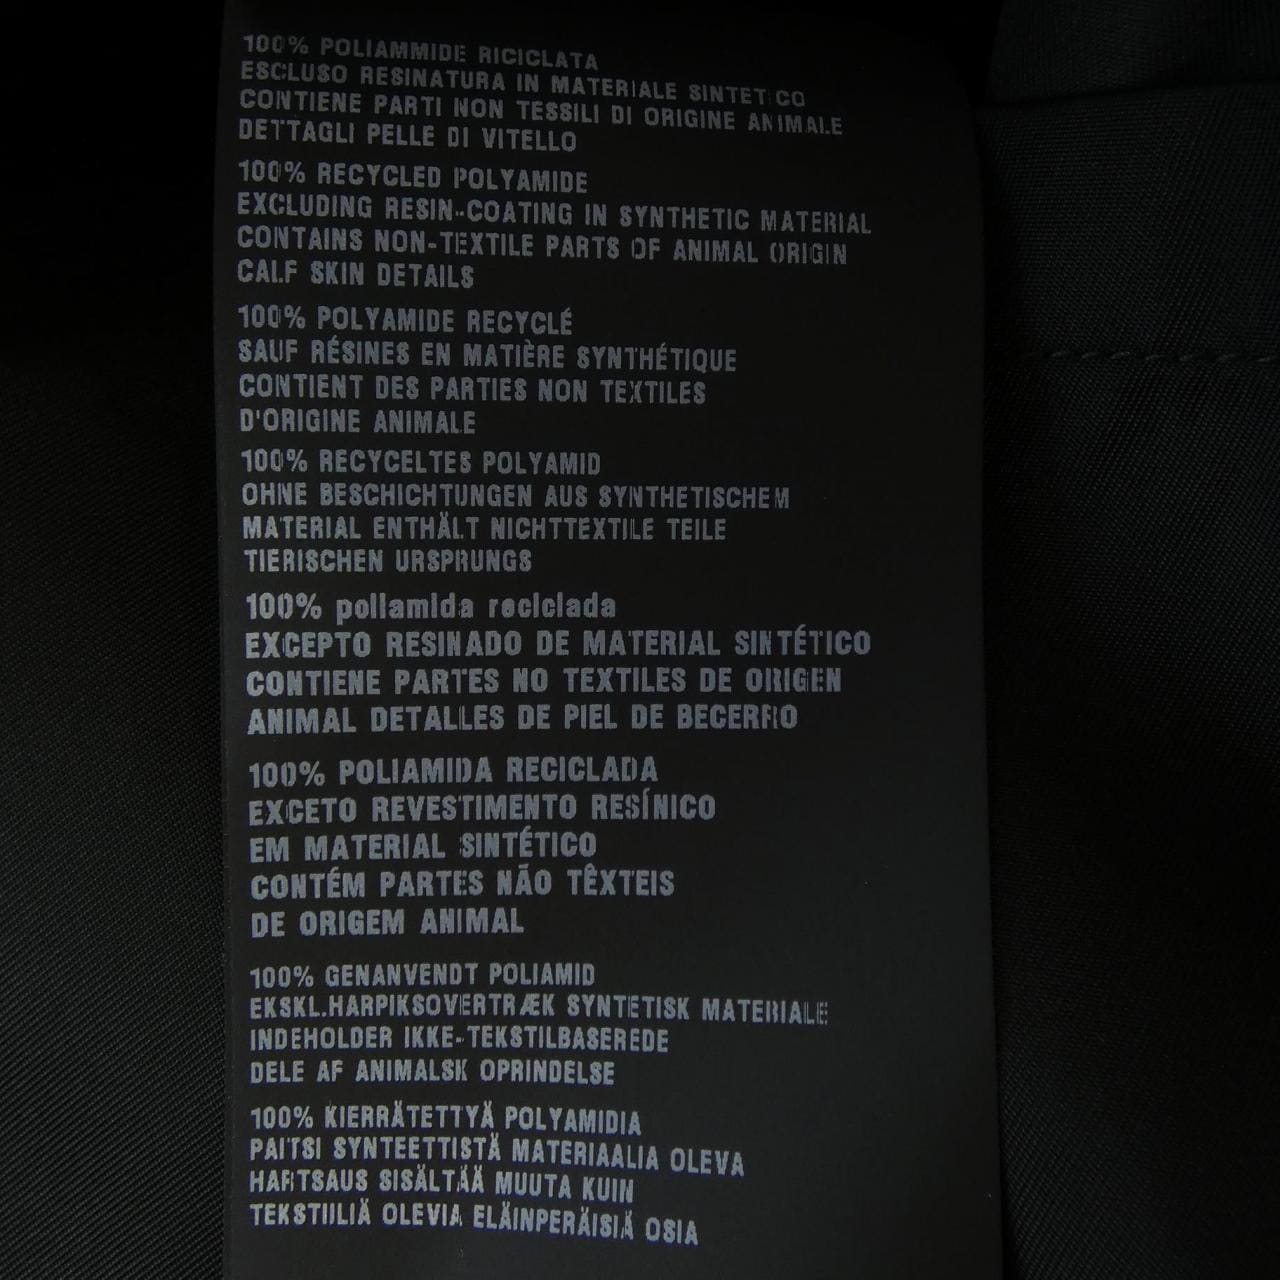 100% POLIAMMIDE RICICLATA
ESCLUSO RESINATURA IN MATERIALE SINTETICO
CONTIENE PARTI NON TESSILI DI ORIGINE ANIMALE
DETTAGLI PELLE DI VITELLO
100% RECYCLED POLYAMIDE
EXCLUDING RESIN-COATING IN SYNTHETIC MATERIAL
CONTAINS NON-TEXTILE PARTS OF ANIMAL ORIGIN
CALF SKIN DETAILS
100% POLYAMIDE RECYCLÉ
SAUF RÉSINES EN MATIÈRE SYNTHÉTIQUE
CONTIENT DES PARTIES NON TEXTILES
D'ORIGINE ANIMALE
100% RECYCELTES POLYAMID
OHNE BESCHICHTUNGEN AUS SYNTHETISCHEM
MATERIAL ENTHÄLT NICHTTEXTILE TEILE
TIERISCHEN URSPRUNGS
100% poliamida reciclada
EXCEPTO RESINADO DE MATERIAL SINTÉTICO
CONTIENE PARTES NO TEXTILES DE ORIGEN
ANIMAL DETALLES DE PIEL DE BECERRO
100% POLIAMIDA RECICLADA
EXCETO REVESTIMENTO RESÍNICO
EM MATERIAL SINTÉTICO
CONTÉM PARTES NÃO TÊXTEIS
DE ORIGEM ANIMAL
100% GENANVENDT POLIAMID
EKSKL.HARPIKSOVERTRÆK SYNTETISK MATERIALE
INDEHOLDER IKKE-TEKSTILBASEREDE
DELE AF ANIMALSK OPRINDELSE
100% KIERRÄTETTYÄ POLYAMIDIA
PAITSI SYNTEETTISTÄ MATERIAALIA OLEVA
HARTSAUS SISÄLTÄÄ MUUTA KUIN
TEKSTIILIÄ OLEVIA ELÄINPERÄISIÄ OSIA